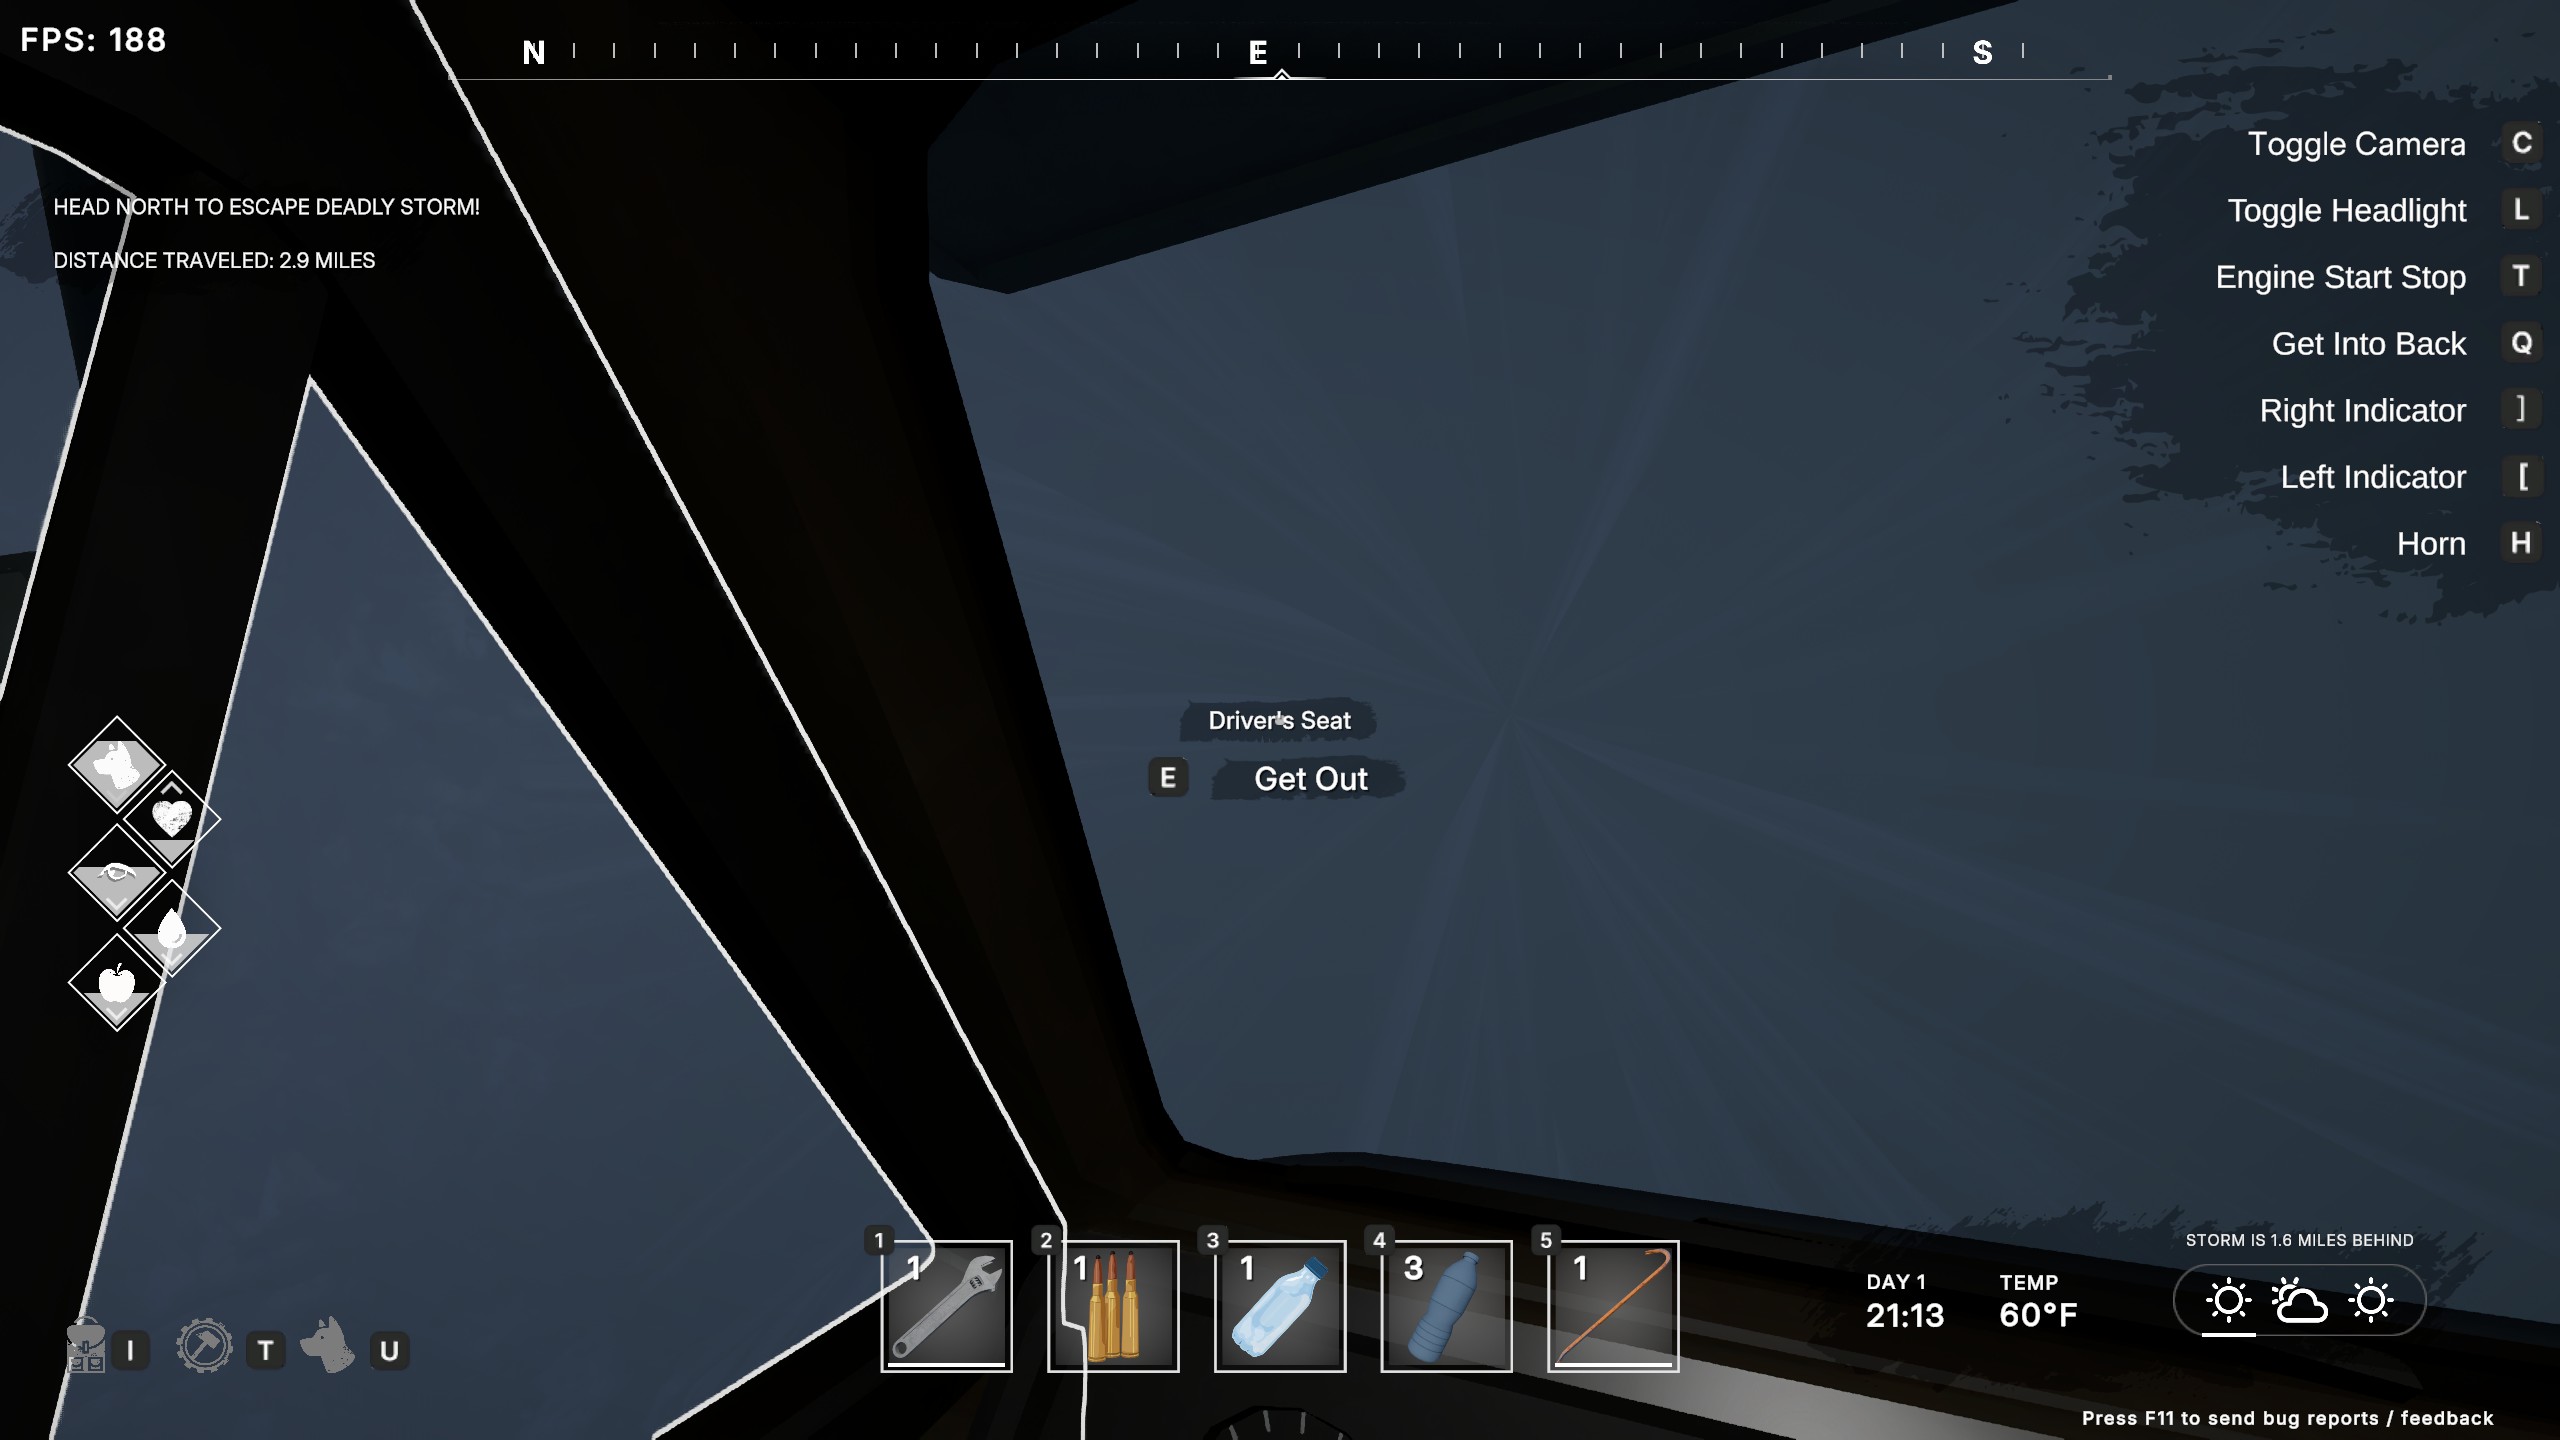 FPS: 188
N E S
HEAD NORTH TO ESCAPE DEADLY STORM!
DISTANCE TRAVELED: 2.9 MILES
Toggle Camera C
Toggle Headlight L
Engine Start Stop T
Get Into Back Q
Right Indicator ]
Left Indicator [
Horn H
Driver's Seat
E Get Out
1 2 3 4 5
1 1 1 3 1
STORM IS 1.6 MILES BEHIND
DAY 1 TEMP
21:13 60°F
I T U
Press F11 to send bug reports / feedback